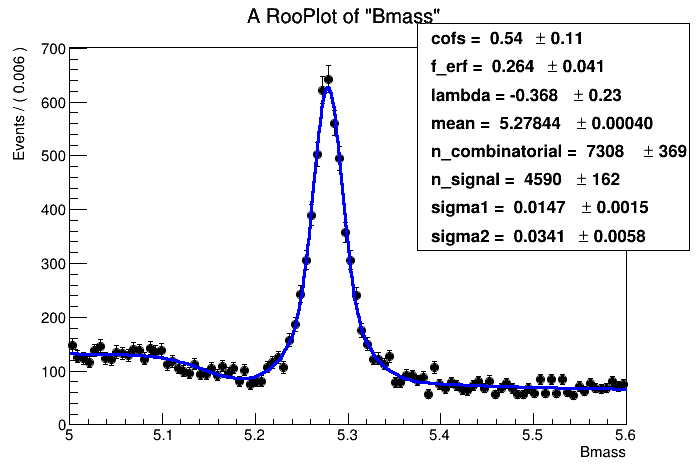 A RooPlot of "Bmass"
cofs = 0.54 ± 0.11
f_erf = 0.264 ± 0.041
lambda = -0.368 ± 0.23
mean = 5.27844 ± 0.00040
n_combinatorial = 7308 ± 369
n_signal = 4590 ± 162
sigma1 = 0.0147 ± 0.0015
sigma2 = 0.0341 ± 0.0058
Events / ( 0.006 )
700
600
500
400
300
200
100
0
5 5.1 5.2 5.3 5.4 5.5 5.6
Bmass